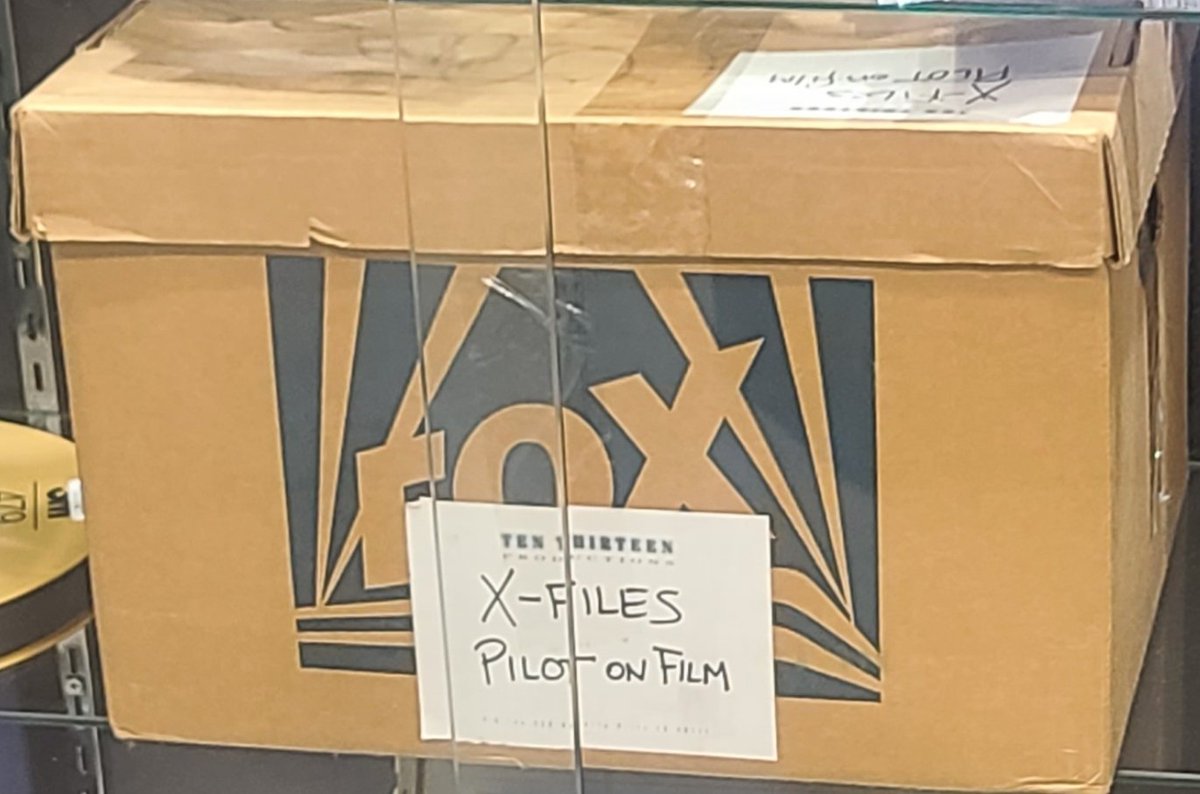 X-FILES
PILOT on film
FOX
TEN THIRTEEN
PRODUCTIONS
X-FILES
PILOT ON FILM